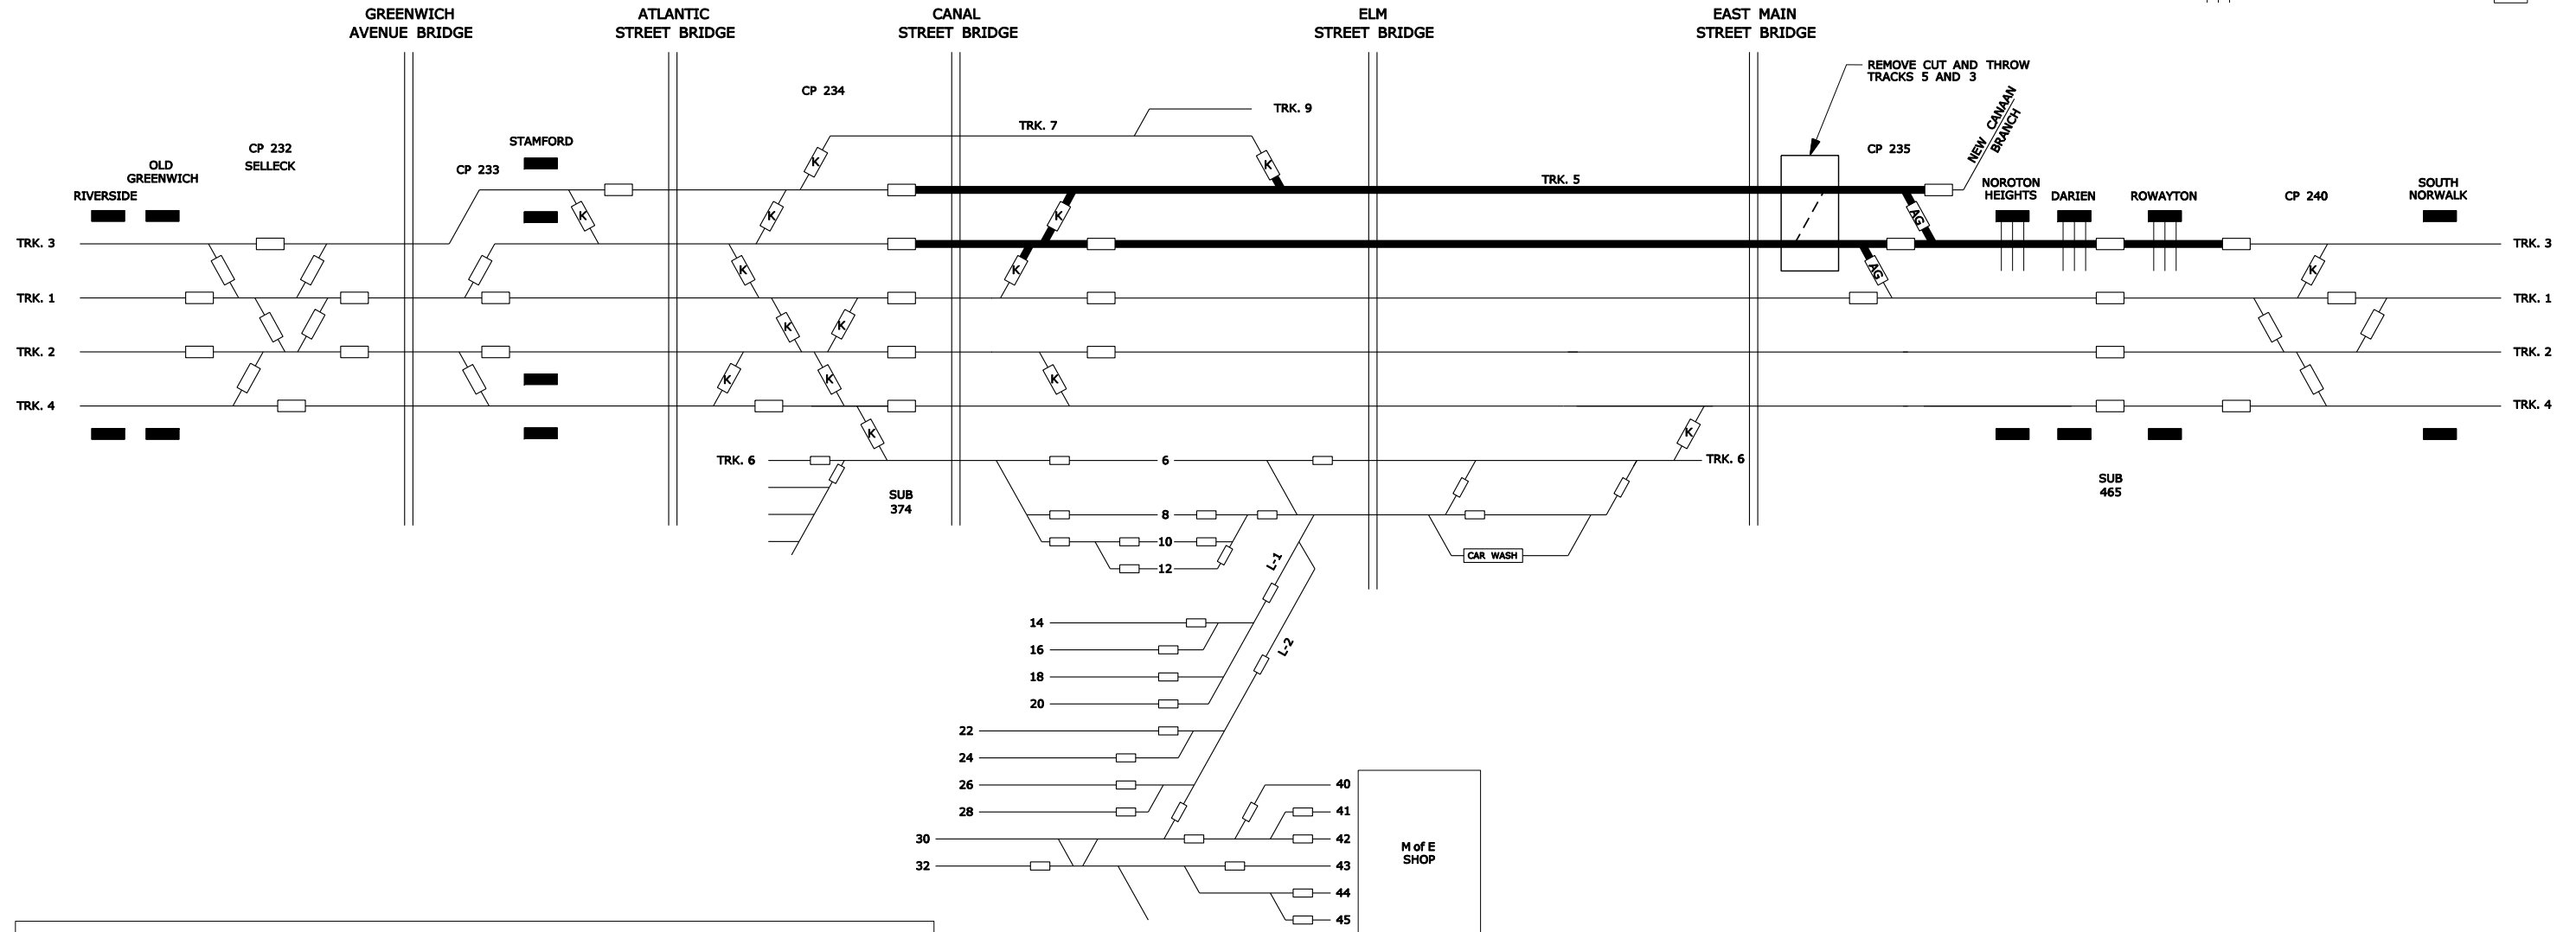 GREENWICH
AVENUE BRIDGE
ATLANTIC
STREET BRIDGE
CANAL
STREET BRIDGE
ELM
STREET BRIDGE
EAST MAIN
STREET BRIDGE
REMOVE CUT AND THROW
TRACKS 5 AND 3
CP 234
TRK. 9
TRK. 7
NEW CANAAN
BRANCH
CP 235
STAMFORD
CP 232
SELLECK
OLD
GREENWICH
CP 233
K
K
TRK. 5
RIVERSIDE
NOROTON
HEIGHTS
DARIEN
ROWAYTON
CP 240
SOUTH
NORWALK
K
K
K
AG
TRK. 3
TRK. 3
K
K
AG
K
TRK. 1
TRK. 1
K
K
TRK. 2
TRK. 2
K
K
K
TRK. 4
TRK. 4
K
K
TRK. 6
6
TRK. 6
SUB
374
SUB
465
8
10
CAR WASH
12
L-1
14
L-2
16
18
20
22
24
26
40
28
41
30
42
M of E
SHOP
32
43
44
45